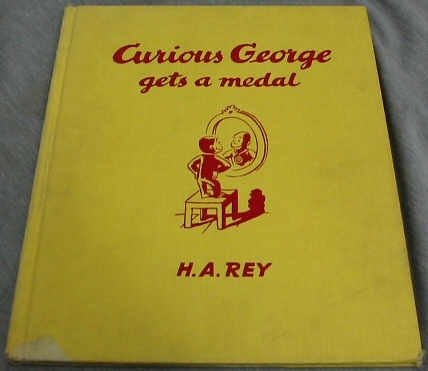 Curious George
gets a medal
H.A. REY